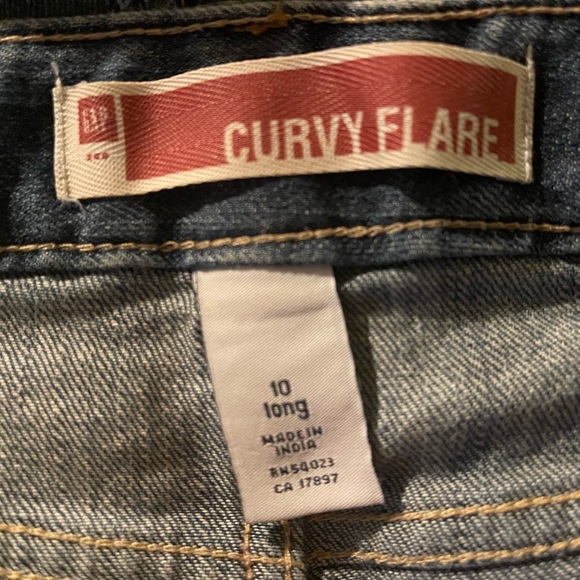 GAP
CURVY FLARE
10
long
MADE IN
INDIA
RN54023
CA 17897